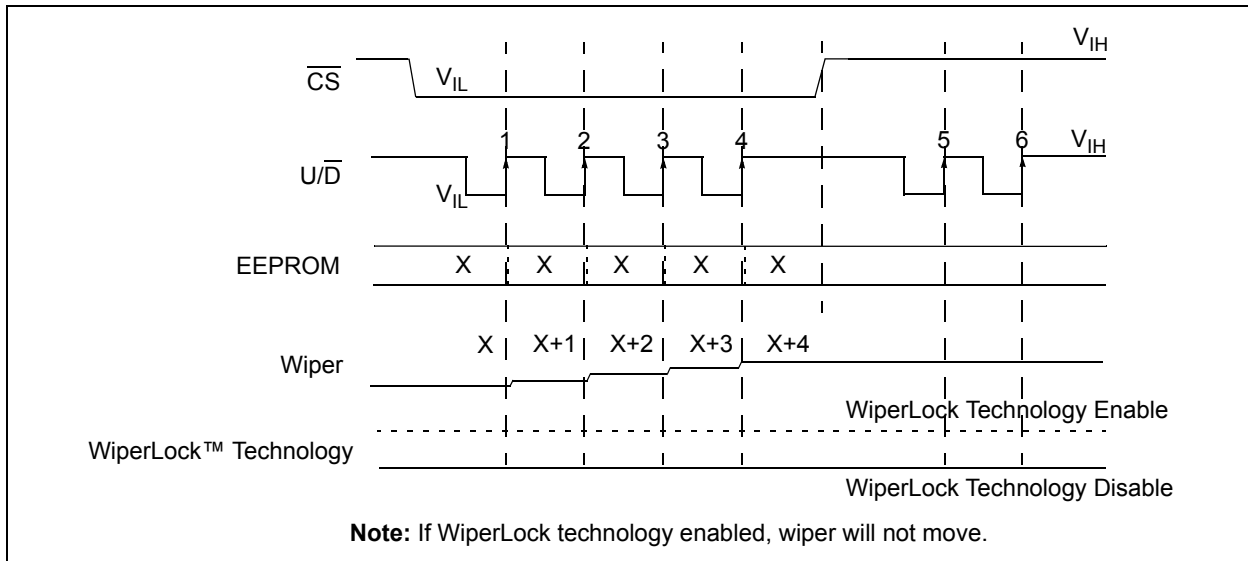 V_IH
CS
V_IL
1 2 3 4 5 6
V_IH
U/D
V_IL
EEPROM X X X X X
X X+1 X+2 X+3 X+4
Wiper
WiperLock Technology Enable
WiperLock™ Technology
WiperLock Technology Disable
Note: If WiperLock technology enabled, wiper will not move.